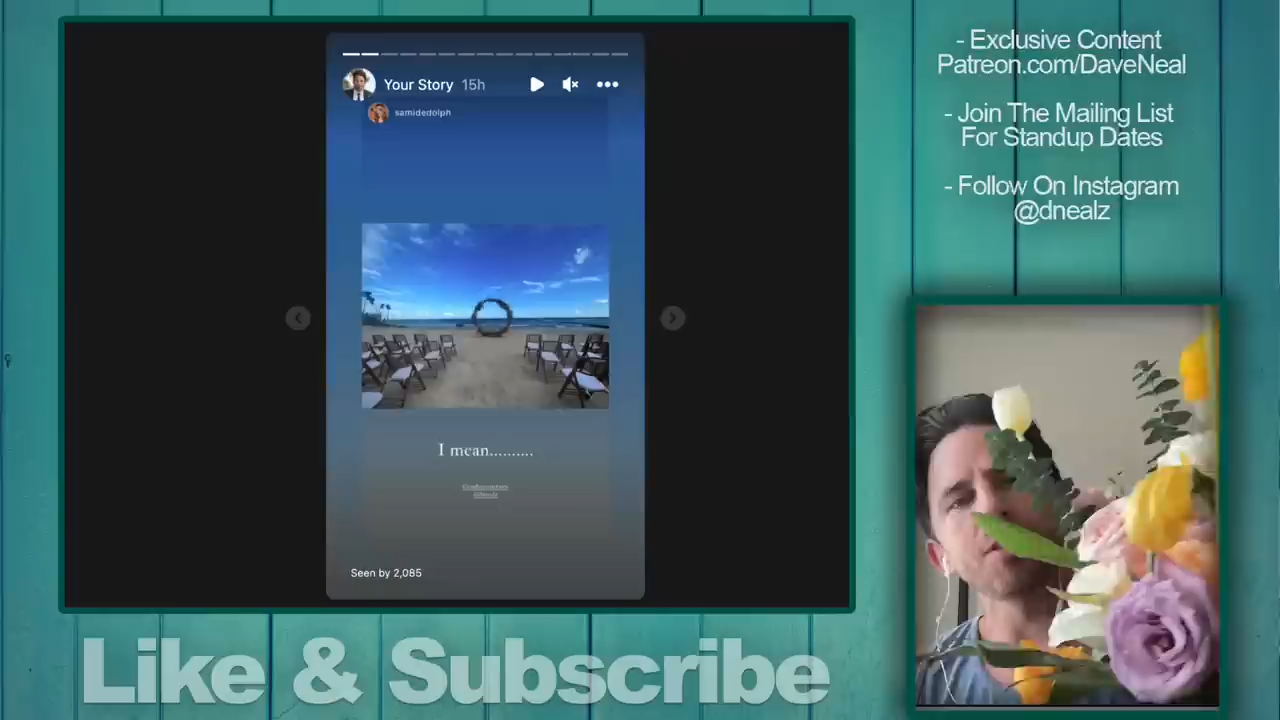 Your Story 15h
samidedolph
I mean..........
Seen by 2,085
- Exclusive Content
Patreon.com/DaveNeal
- Join The Mailing List
For Standup Dates
- Follow On Instagram
@dnealz
Like & Subscribe